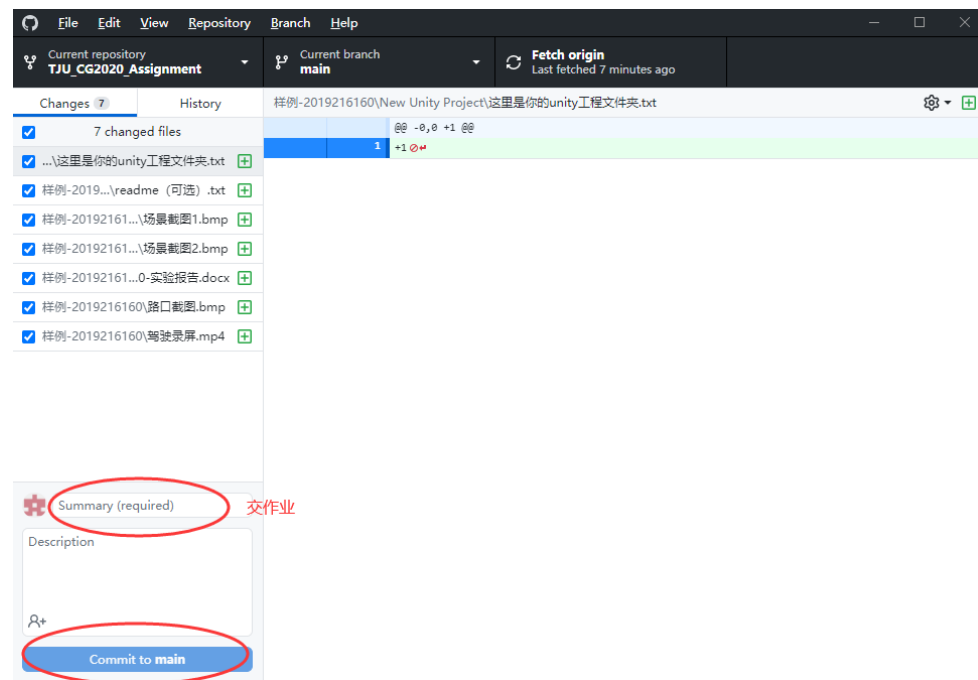 File Edit View Repository Branch Help
Current repository
TJU_CG2020_Assignment
Current branch
main
Fetch origin
Last fetched 7 minutes ago
Changes 7 History
样例-2019216160\New Unity Project\这里是你的unity工程文件夹.txt
7 changed files
@@ -0,0 +1 @@
1 +1
...\这里是你的unity工程文件夹.txt
样例-2019...\readme（可选）.txt
样例-20192161...\场景截图1.bmp
样例-20192161...\场景截图2.bmp
样例-20192161...0-实验报告.docx
样例-2019216160\路口截图.bmp
样例-2019216160\驾驶录屏.mp4
Summary (required)
交作业
Description
Commit to main